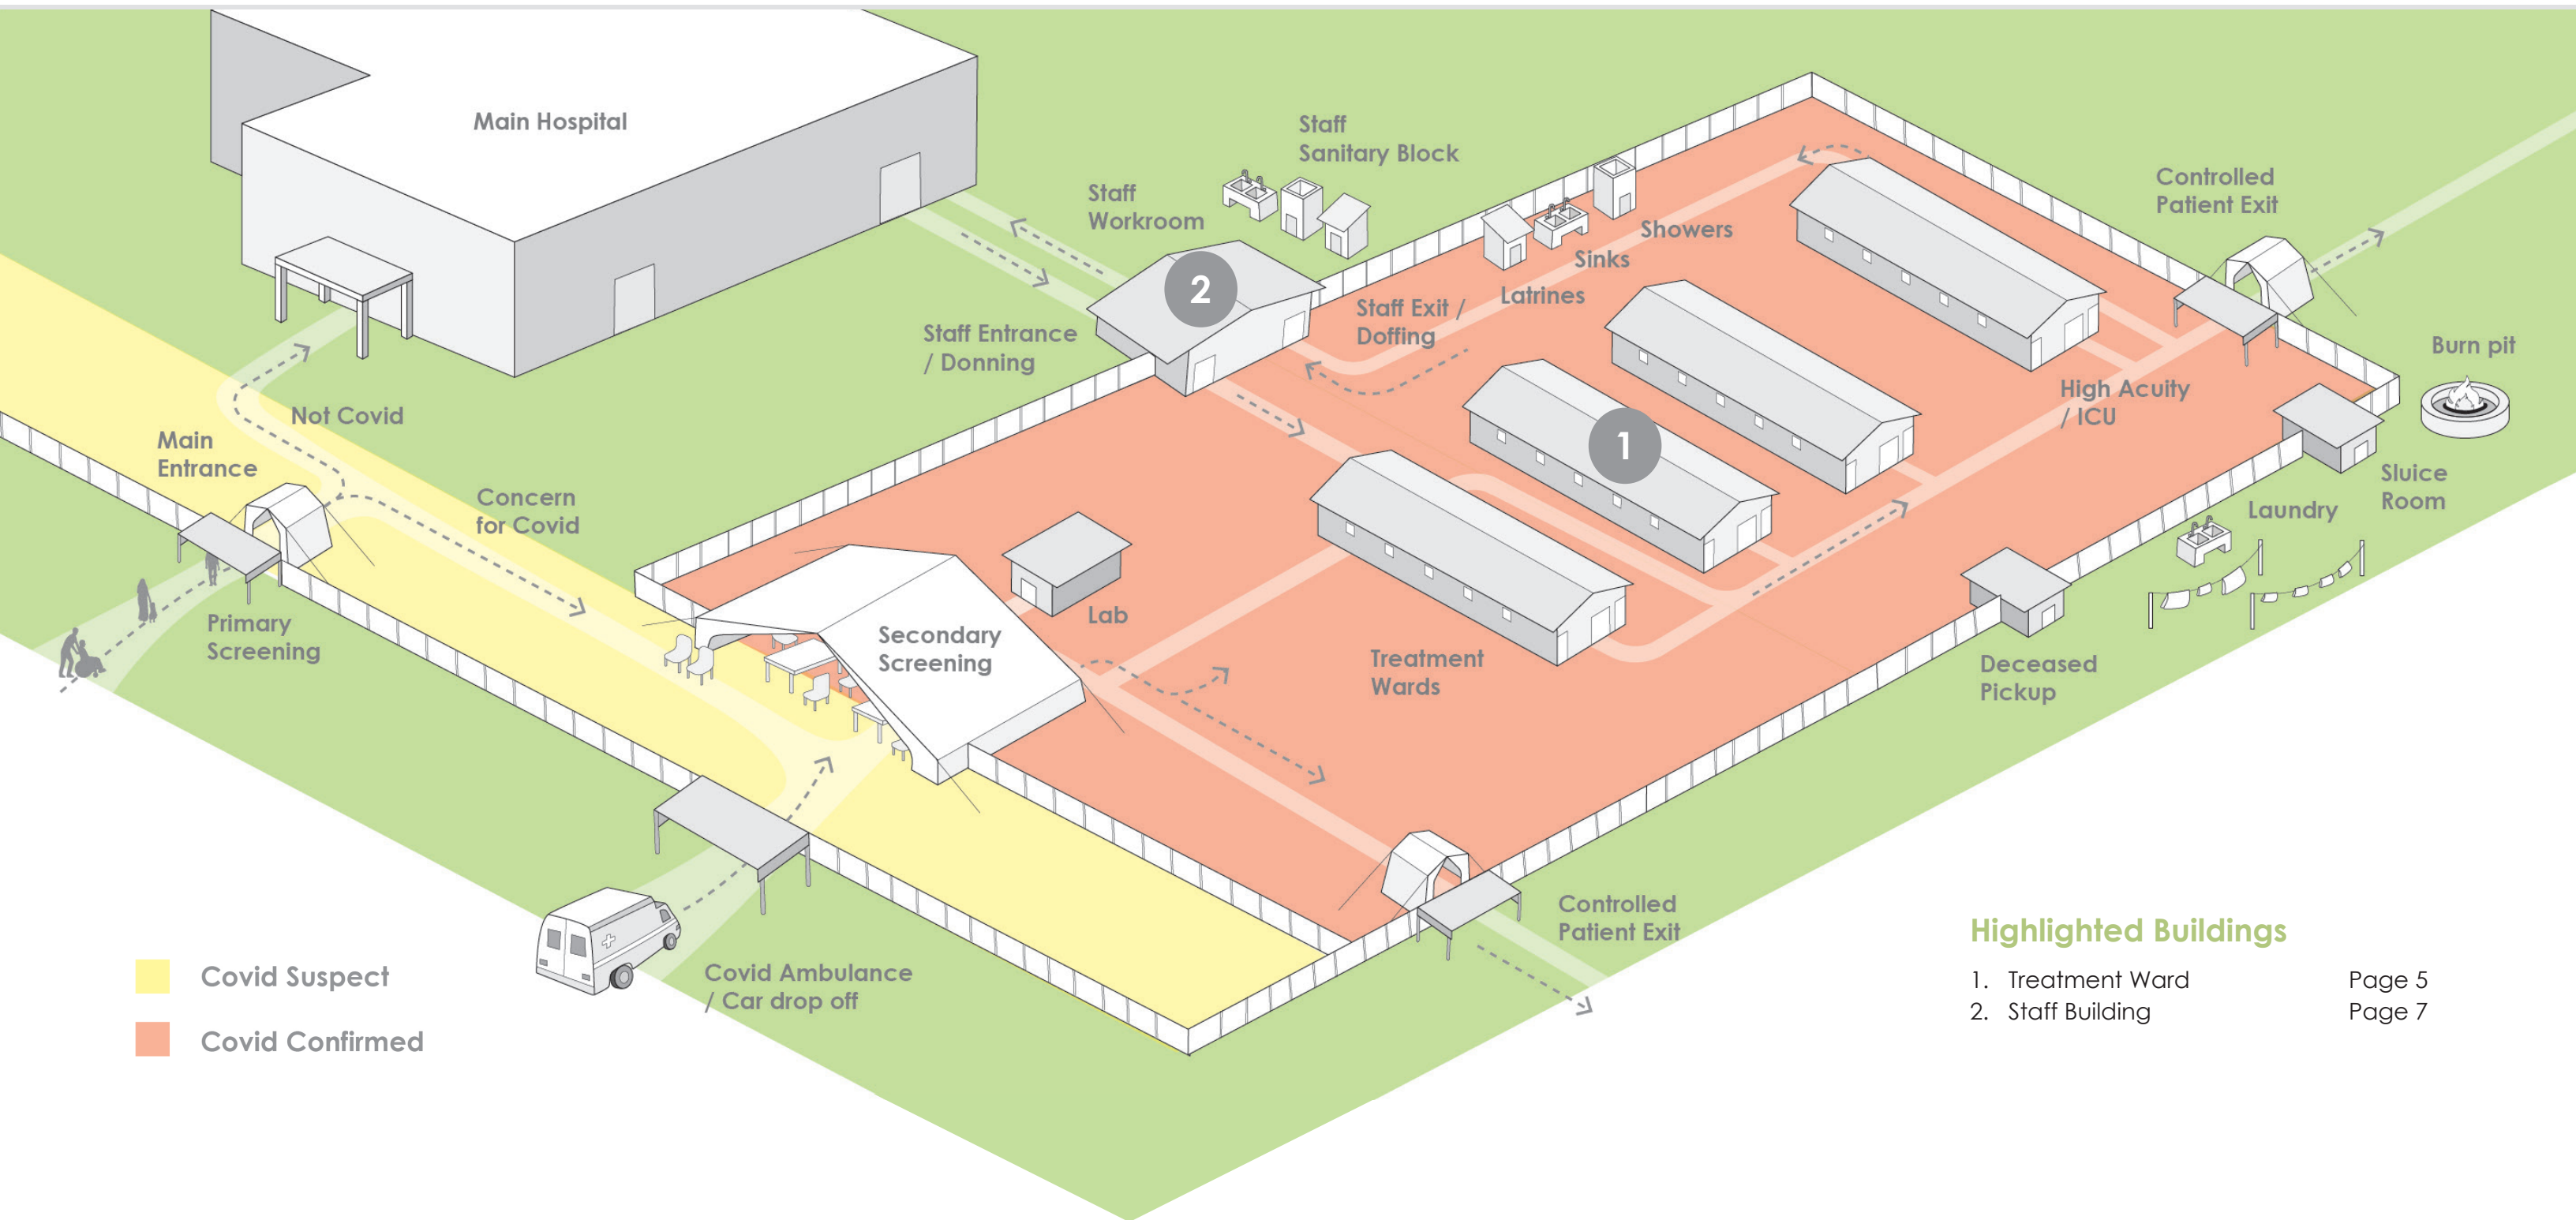 Main Hospital
Staff
Sanitary Block
Staff
Workroom
2
Controlled
Patient Exit
Showers
Sinks
Latrines
Staff Exit /
Doffing
Staff Entrance
/ Donning
Burn pit
High Acuity
/ ICU
Not Covid
Main
Entrance
1
Concern
for Covid
Sluice
Room
Laundry
Primary
Screening
Lab
Secondary
Screening
Treatment
Wards
Deceased
Pickup
Controlled
Patient Exit
Covid Ambulance
/ Car drop off
Covid Suspect
Covid Confirmed
Highlighted Buildings
1. Treatment Ward Page 5
2. Staff Building Page 7